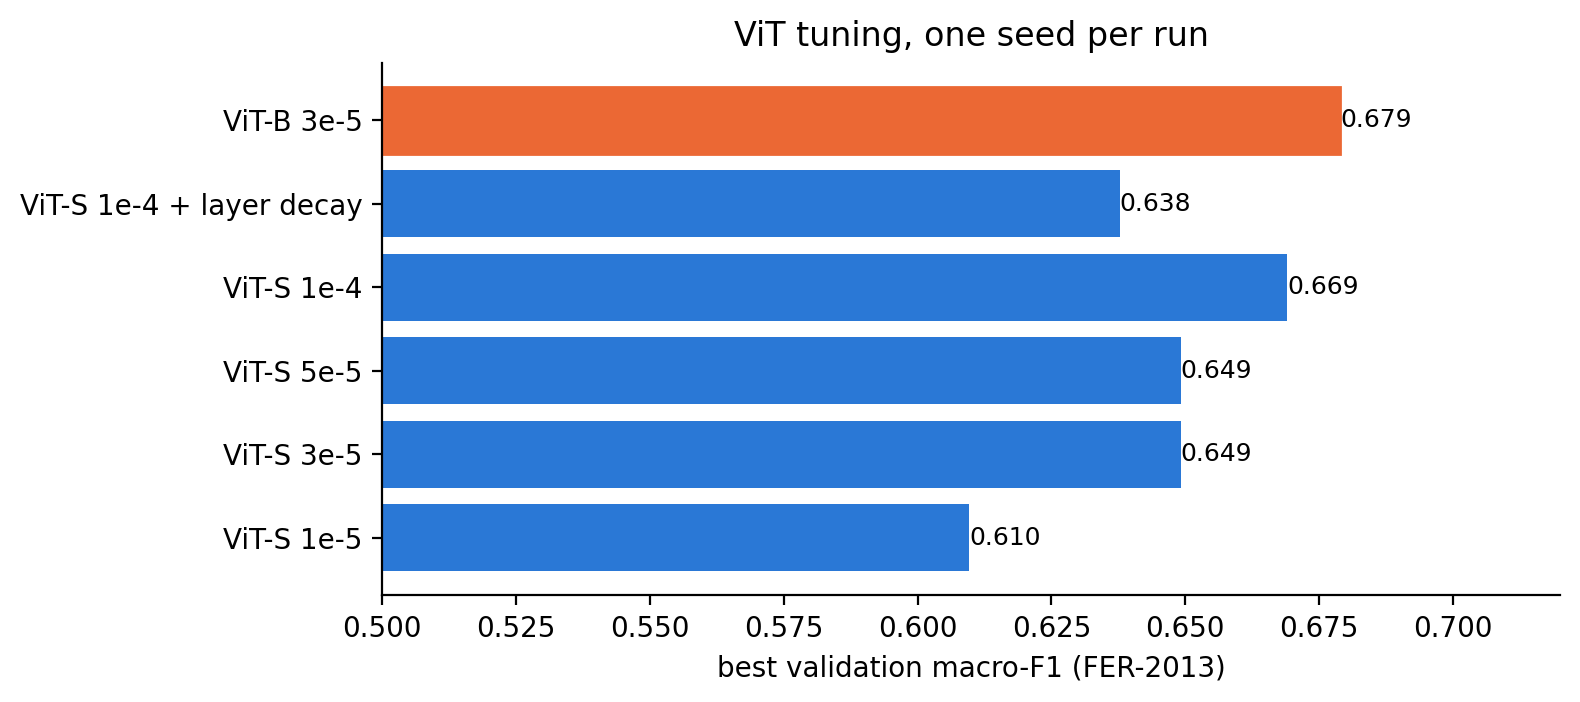 ViT tuning, one seed per run
ViT-B 3e-5
0.679
ViT-S 1e-4 + layer decay
0.638
ViT-S 1e-4
0.669
ViT-S 5e-5
0.649
ViT-S 3e-5
0.649
ViT-S 1e-5
0.610
0.500 0.525 0.550 0.575 0.600 0.625 0.650 0.675 0.700
best validation macro-F1 (FER-2013)